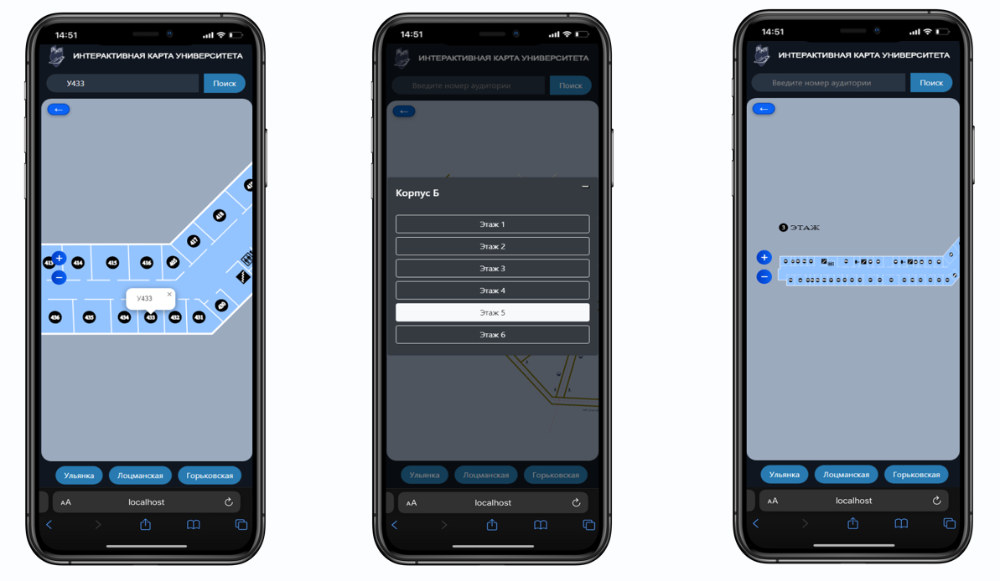 14:51
ИНТЕРАКТИВНАЯ КАРТА УНИВЕРСИТЕТА
У433
Поиск
←
413
414
415
416
417
418
+
−
У433
×
436
435
434
433
432
431
Ульянка
Лоцманская
Горьковская
AA
localhost
14:51
ИНТЕРАКТИВНАЯ КАРТА УНИВЕРСИТЕТА
Введите номер аудитории
Поиск
←
Корпус Б
Этаж 1
Этаж 2
Этаж 3
Этаж 4
Этаж 5
Этаж 6
Ульянка
Лоцманская
Горьковская
AA
localhost
14:51
ИНТЕРАКТИВНАЯ КАРТА УНИВЕРСИТЕТА
Введите номер аудитории
Поиск
←
3 ЭТАЖ
+
−
Ульянка
Лоцманская
Горьковская
AA
localhost